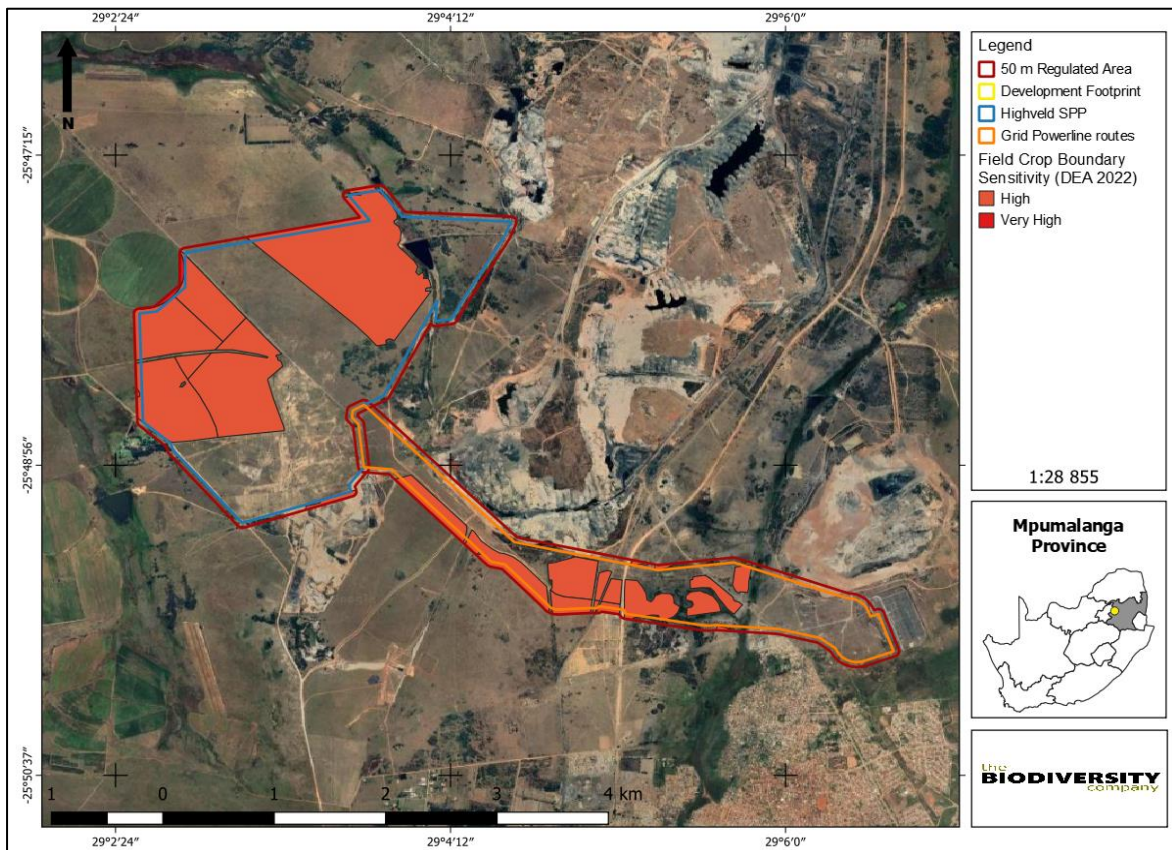 29°2′24″ 29°4′12″ 29°6′0″
N
-25°47′15″
-25°48′56″
-25°50′37″
1 0 1 2 3 4 km
29°2′24″ 29°4′12″ 29°6′0″
Legend
50 m Regulated Area
Development Footprint
Highveld SPP
Grid Powerline routes
Field Crop Boundary
Sensitivity (DEA 2022)
High
Very High
1:28 855
Mpumalanga
Province
the
BIODIVERSITY
company